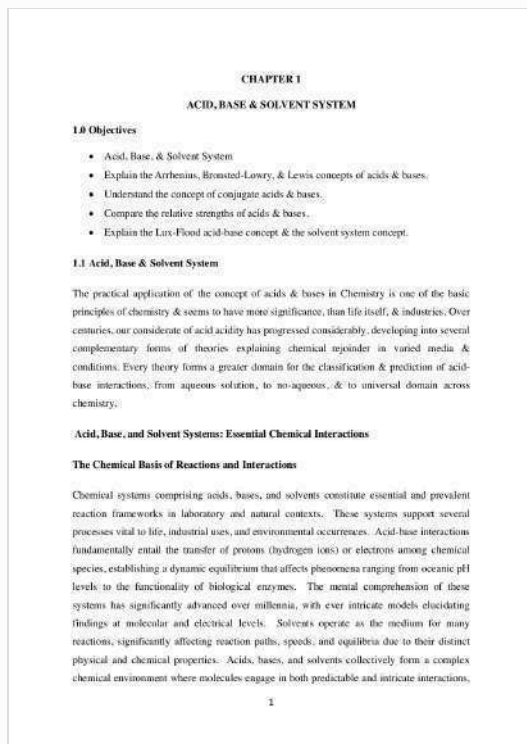 CHAPTER 1
ACID, BASE & SOLVENT SYSTEM
1.0 Objectives
• Acid, Base, & Solvent System
• Explain the Arrhenius, Bronsted-Lowry, & Lewis concepts of acids & bases.
• Understand the concept of conjugate acids & bases.
• Compare the relative strengths of acids & bases.
• Explain the Lux-Flood acid-base concept & the solvent system concept.
1.1 Acid, Base & Solvent System
The practical application of the concept of acids & bases in Chemistry is one of the basic
principles of chemistry & seems to have more significance, than life itself, & industries. Over
centuries, our considerate of acid acidity has progressed considerably, developing into several
complementary forms of theories explaining chemical rejoinder in varied media &
conditions. Every theory forms a greater domain for the classification & prediction of acid-
base interactions, from aqueous solution, to no-aqueous, & to universal domain across
chemistry.
Acid, Base, and Solvent Systems: Essential Chemical Interactions
The Chemical Basis of Reactions and Interactions
Chemical systems comprising acids, bases, and solvents constitute essential and prevalent
reaction frameworks in laboratory and natural contexts. These systems support several
processes vital to life, industrial uses, and environmental occurrences. Acid-base interactions
fundamentally entail the transfer of protons (hydrogen ions) or electrons among chemical
species, establishing a dynamic equilibrium that affects phenomena ranging from oceanic pH
levels to the functionality of biological enzymes. The mental comprehension of these
systems has significantly advanced over millennia, with ever intricate models elucidating
findings at molecular and electrical levels. Solvents operate as the medium for many
reactions, significantly affecting reaction paths, speeds, and equilibria due to their distinct
physical and chemical properties. Acids, bases, and solvents collectively form a complex
chemical environment where molecules engage in both predictable and intricate interactions,
1